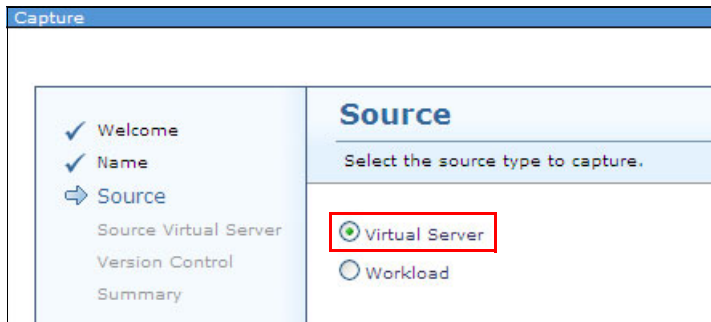 Capture
Welcome
Name
Source
Source Virtual Server
Version Control
Summary
Source
Select the source type to capture.
Virtual Server
Workload